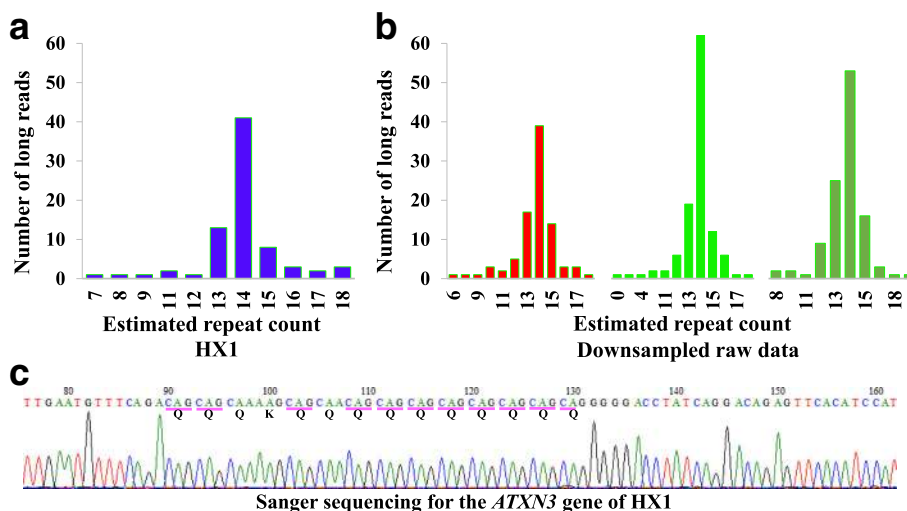 a
b
Number of long reads
60
50
40
30
20
10
0
7 8 9 11 12 13 14 15 16 17 18
Estimated repeat count
HX1
Number of long reads
60
50
40
30
20
10
0
6 9 11 13 15 17 0 4 11 13 15 17 8 11 13 15 18
Estimated repeat count
Downsampled raw data
c
80 90 100 110 120 130 140 150 160
TTGAATGTTTCAGACAGCAGCAAAAGCAGCAACAGCAGCAGCAGCAGCAGCAGCAGGGGGACCTATCAGGACAGAGTTCACATCCAT
Q Q Q K Q Q Q Q Q Q Q Q Q Q
Sanger sequencing for the ATXN3 gene of HX1